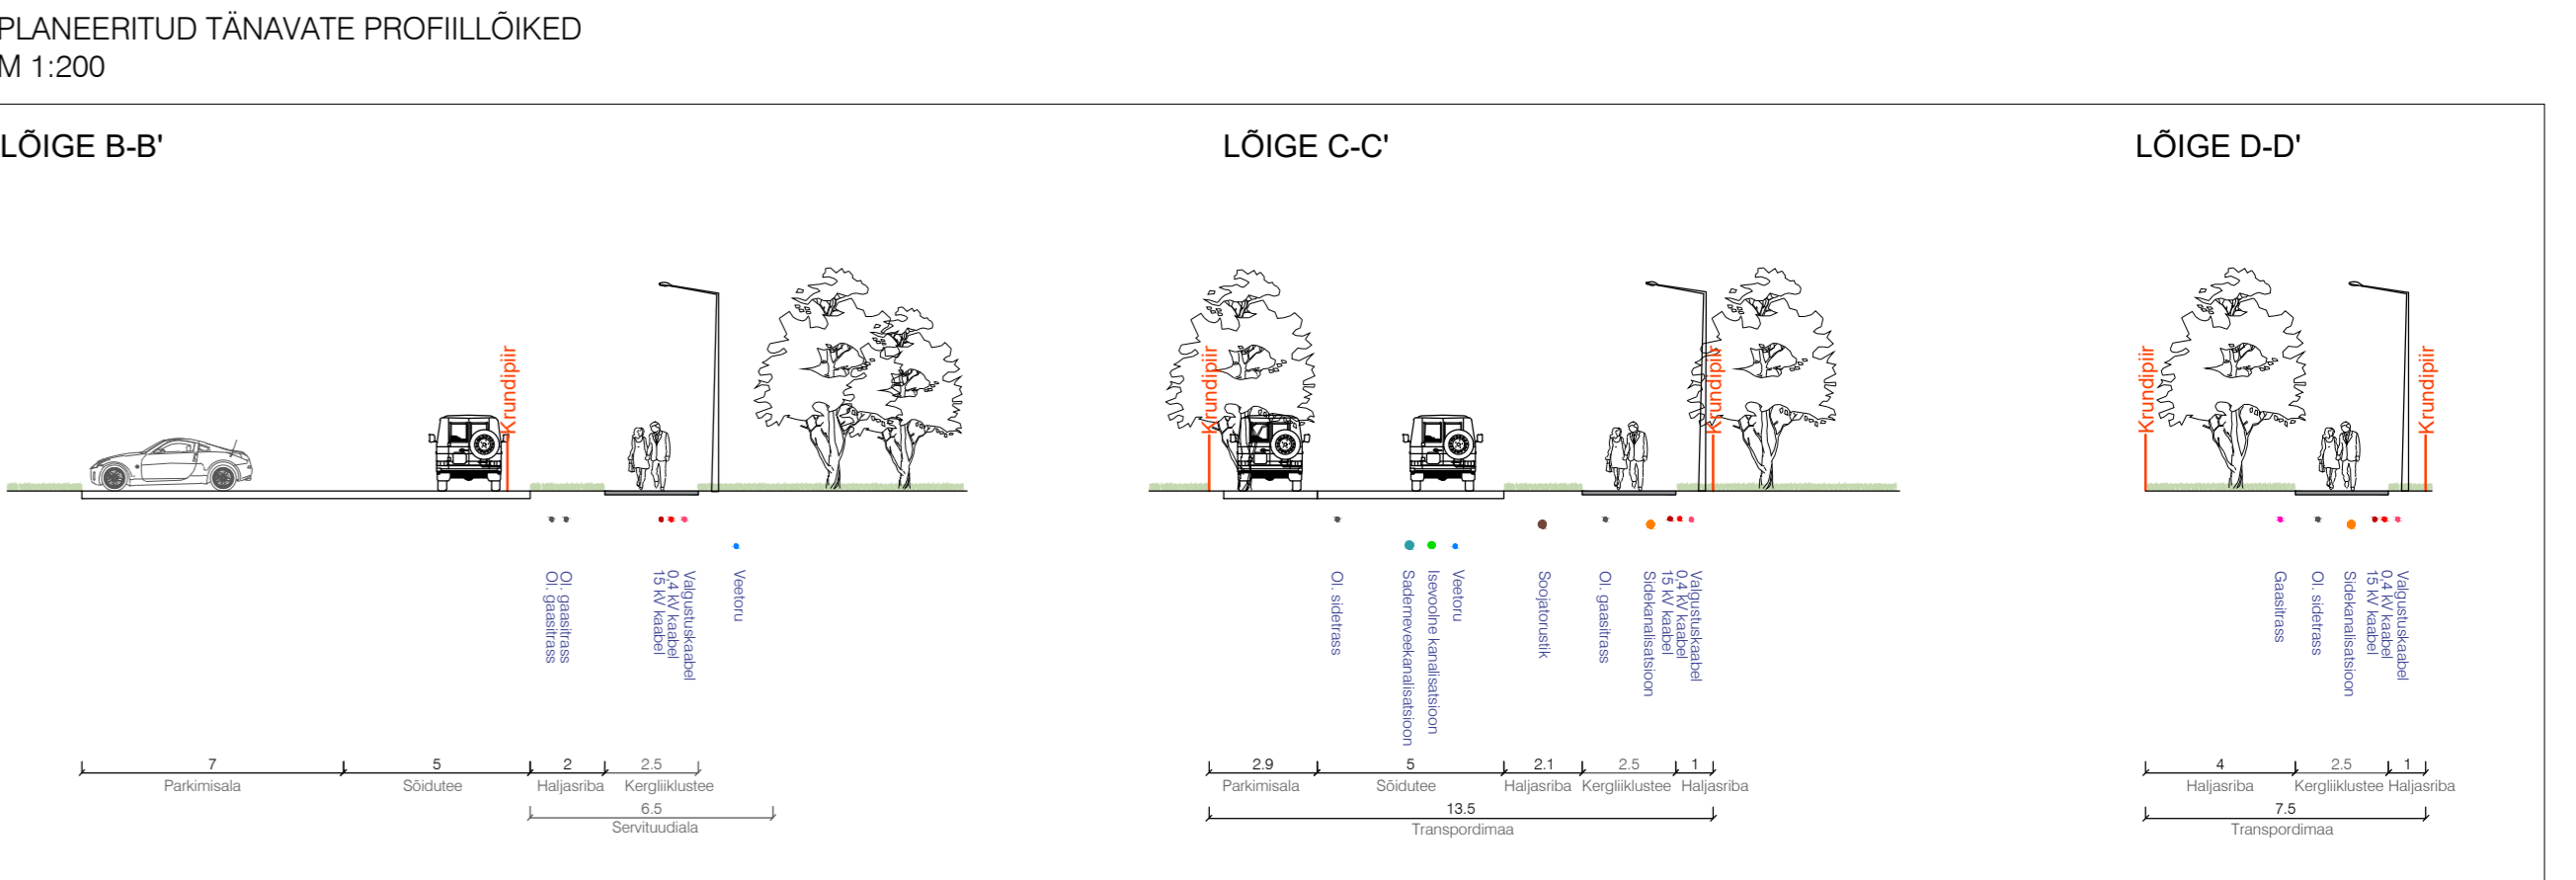 PLANEERITUD TÄNAVATE PROFIILLÕIKED
M 1:200
LÕIGE B-B'
Krundipiir
Ol. gaasitrass
Ol. gaasitrass
15 kV kaabel
0,4 kV kaabel
Valgustuskaabel
Veetoru
7
5
2
2.5
Parkimisala
Sõidutee
Haljasriba
Kergliiklustee
6.5
Servituudiala
LÕIGE C-C'
Krundipiir
Krundipiir
Ol. sidetrass
Sademeveekanalisatsioon
Isevoolne kanalisatsioon
Veetoru
Soojatorustik
Ol. gaasitrass
Sidekanalisatsioon
15 kV kaabel
0,4 kV kaabel
Valgustuskaabel
2.9
5
2.1
2.5
1
Parkimisala
Sõidutee
Haljasriba
Kergliiklustee
Haljasriba
13.5
Transpordimaa
LÕIGE D-D'
Krundipiir
Krundipiir
Gaasitrass
Ol. sidetrass
Sidekanalisatsioon
15 kV kaabel
0,4 kV kaabel
Valgustuskaabel
4
2.5
1
Haljasriba
Kergliiklustee
Haljasriba
7.5
Transpordimaa